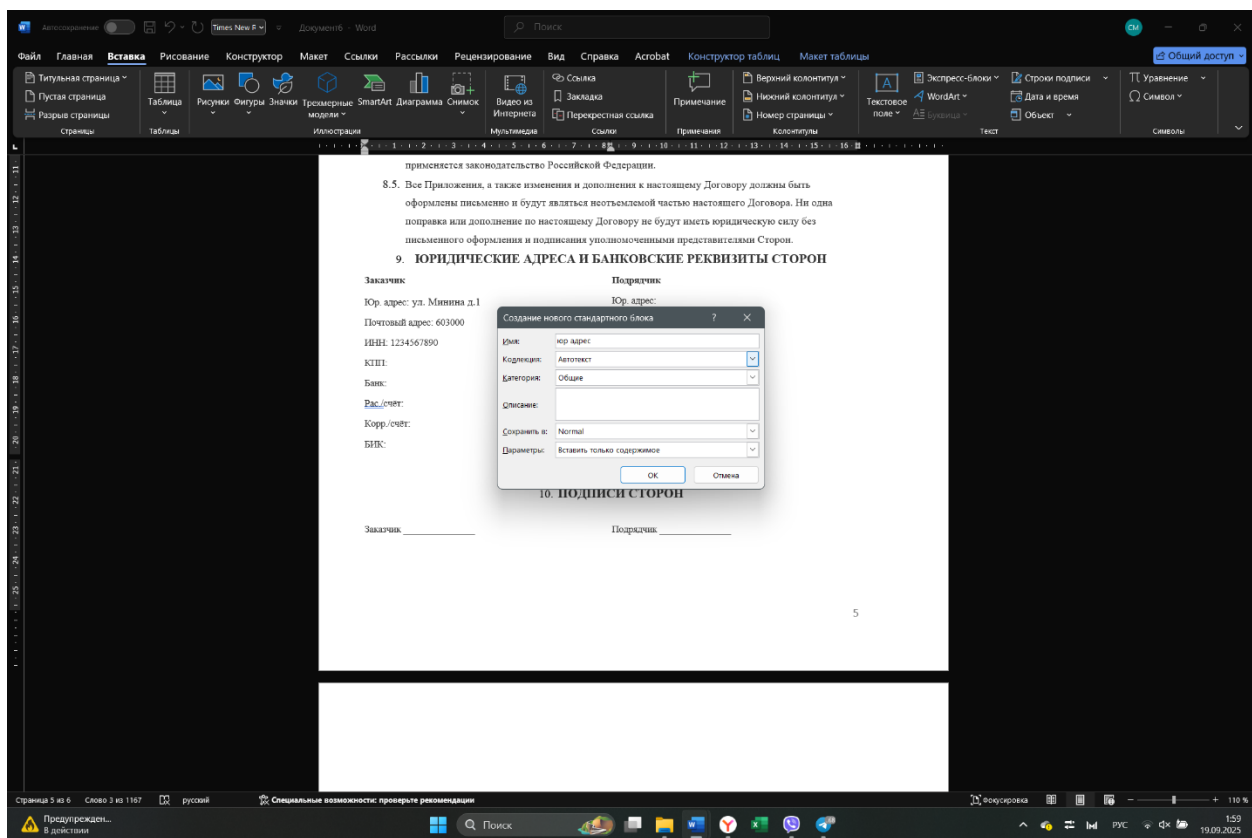 Автосохранение
Times New R
Документ6 - Word
Поиск
СМ
Файл Главная Вставка Рисование Конструктор Макет Ссылки Рассылки Рецензирование Вид Справка Acrobat Конструктор таблиц Макет таблицы
Общий доступ
Титульная страница
Пустая страница
Разрыв страницы
Страницы
Таблица
Таблицы
Рисунки Фигуры Значки Трехмерные модели SmartArt Диаграмма Снимок
Иллюстрации
Видео из Интернета
Мультимедиа
Ссылка
Закладка
Перекрестная ссылка
Ссылки
Примечание
Примечания
Верхний колонтитул
Нижний колонтитул
Номер страницы
Колонтитулы
Текстовое поле
Экспресс-блоки
WordArt
Буквица
Строки подписи
Дата и время
Объект
Текст
Уравнение
Символ
Символы
применяется законодательство Российской Федерации.
8.5. Все Приложения, а также изменения и дополнения к настоящему Договору должны быть
оформлены письменно и будут являться неотъемлемой частью настоящего Договора. Ни одна
поправка или дополнение по настоящему Договору не будут иметь юридическую силу без
письменного оформления и подписания уполномоченными представителями Сторон.
9. ЮРИДИЧЕСКИЕ АДРЕСА И БАНКОВСКИЕ РЕКВИЗИТЫ СТОРОН
Заказчик Подрядчик
Юр. адрес: ул. Минина д.1 Юр. адрес:
Почтовый адрес: 603000
ИНН: 1234567890
КПП:
Банк:
Рас./счёт:
Корр./счёт:
БИК:
Создание нового стандартного блока ?
Имя: юр адрес
Коллекция: Автотекст
Категория: Общие
Описание:
Сохранить в: Normal
Параметры: Вставить только содержимое
ОК Отмена
10. ПОДПИСИ СТОРОН
Заказчик ____________ Подрядчик ____________
5
Страница 5 из 6 Слово 3 из 1167 русский Специальные возможности: проверьте рекомендации Фокусировка 110 %
Предупрежден...
В действии
Поиск
РУС
1:59
19.09.2025